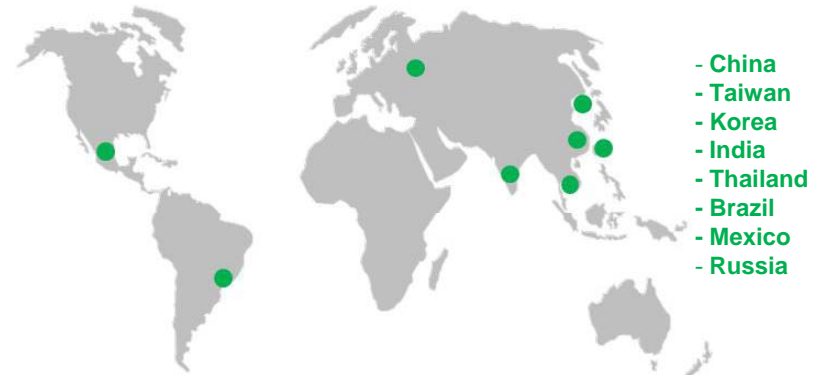 - China
- Taiwan
- Korea
- India
- Thailand
- Brazil
- Mexico
- Russia